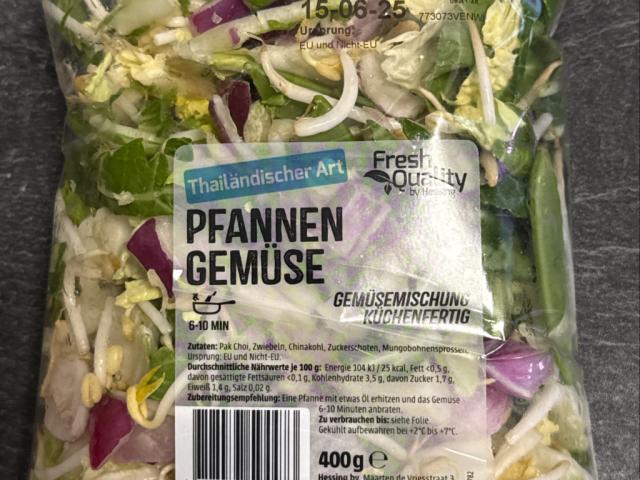 15-06-25
773073VENW
Ursprung:
EU und Nicht-EU
Thailändischer Art
Fresh
Quality
by Hessing
PFANNEN
GEMÜSE
GEMÜSEMISCHUNG
KÜCHENFERTIG
6-10 MIN
Zutaten: Pak Choi, Zwiebeln, Chinakohl, Zuckerschoten, Mungobohnensprossen.
Ursprung: EU und Nicht-EU.
Durchschnittliche Nährwerte je 100 g: Energie 104 kJ / 25 kcal, Fett <0,5 g,
davon gesättigte Fettsäuren <0,1 g, Kohlenhydrate 3,5 g, davon Zucker 1,7 g,
Eiweiß 1,4 g, Salz 0,02 g.
Zubereitungsempfehlung: Eine Pfanne mit etwas Öl erhitzen und das Gemüse
6-10 Minuten anbraten.
Zu verbrauchen bis: siehe Folie.
Gekühlt aufbewahren bei +2°C bis +7°C.
400g e
Hessing bv, Maarten de Vriesstraat 3